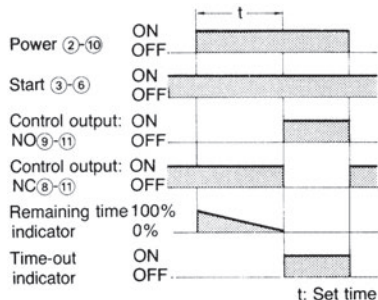 t
Power ②-⑩ ON
OFF
Start ③-⑥ ON
OFF
Control output: ON
NO⑨-⑪ OFF
Control output: ON
NC⑧-⑪ OFF
Remaining time 100%
indicator 0%
Time-out ON
indicator OFF
t: Set time